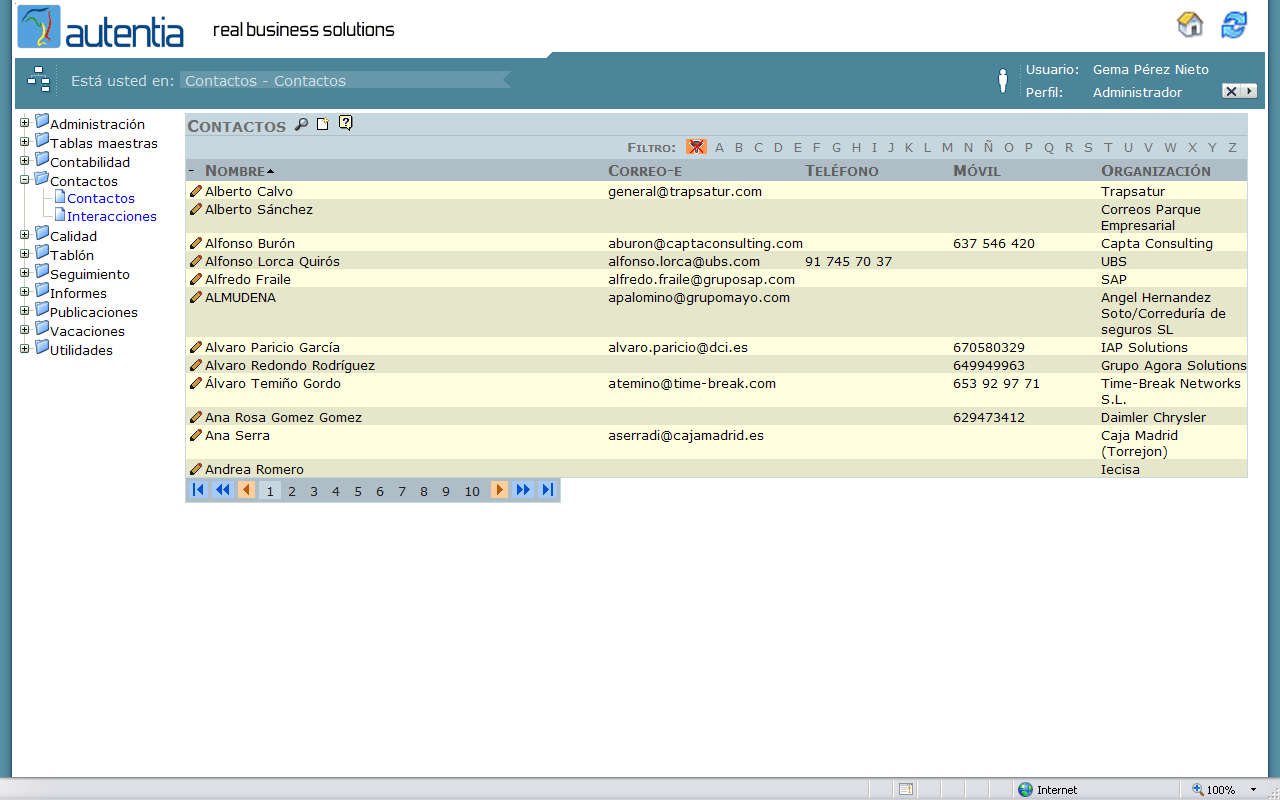 autentia real business solutions
Está usted en: Contactos - Contactos
Usuario: Gema Pérez Nieto
Perfil: Administrador
Administración
Tablas maestras
Contabilidad
Contactos
Contactos
Interacciones
Calidad
Tablón
Seguimiento
Informes
Publicaciones
Vacaciones
Utilidades
CONTACTOS
FILTRO: A B C D E F G H I J K L M N Ñ O P Q R S T U V W X Y Z
- NOMBRE CORREO-E TELÉFONO MÓVIL ORGANIZACIÓN
Alberto Calvo general@trapsatur.com Trapsatur
Alberto Sánchez Correos Parque
Empresarial
Alfonso Burón aburon@captaconsulting.com 637 546 420 Capta Consulting
Alfonso Lorca Quirós alfonso.lorca@ubs.com 91 745 70 37 UBS
Alfredo Fraile alfredo.fraile@gruposap.com SAP
ALMUDENA apalomino@grupomayo.com Angel Hernandez
Soto/Correduría de
seguros SL
Alvaro Paricio García alvaro.paricio@dci.es 670580329 IAP Solutions
Alvaro Redondo Rodríguez 649949963 Grupo Agora Solutions
Álvaro Temiño Gordo atemino@time-break.com 653 92 97 71 Time-Break Networks
S.L.
Ana Rosa Gomez Gomez 629473412 Daimler Chrysler
Ana Serra aserradi@cajamadrid.es Caja Madrid
(Torrejon)
Andrea Romero Iecisa
1 2 3 4 5 6 7 8 9 10
Internet 100%